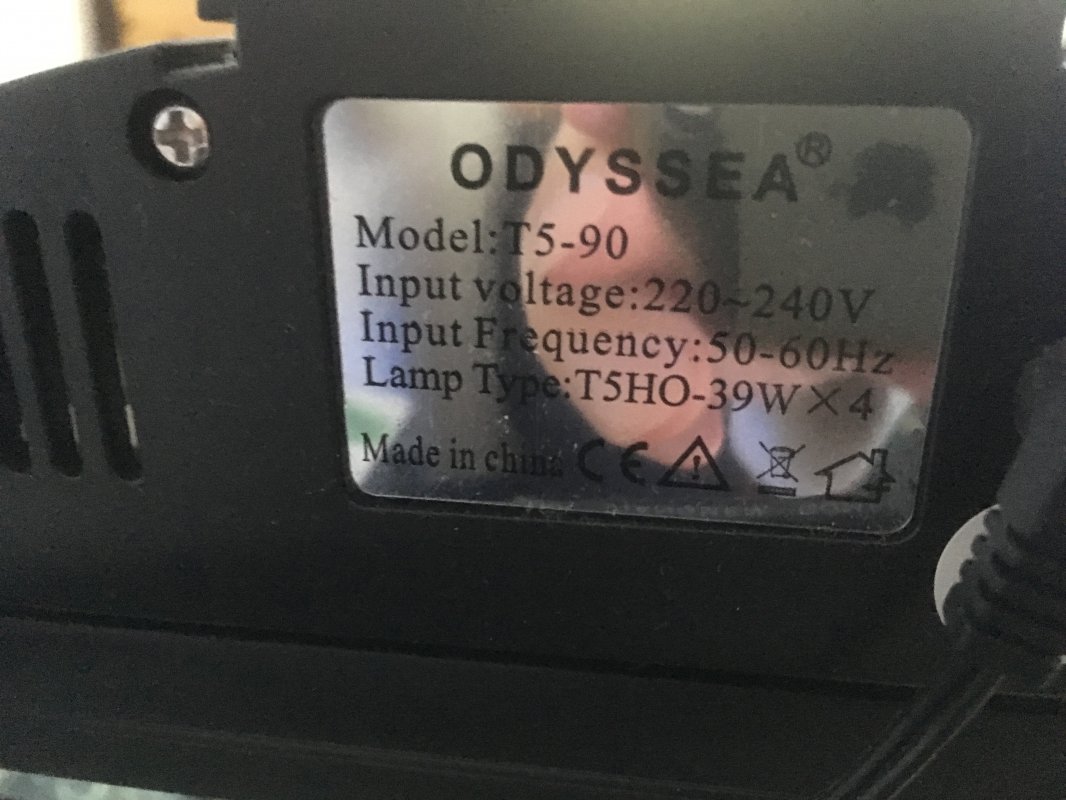 ODYSSEA®
Model:T5-90
Input voltage:220~240V
Input Frequency:50-60Hz
Lamp Type:T5HO-39W×4
Made in china CE